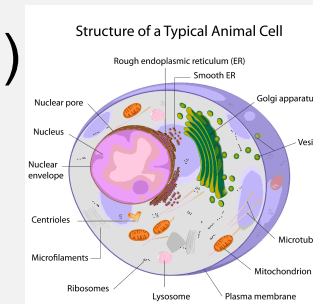 )
Structure of a Typical Animal Cell
Rough endoplasmic reticulum (ER)
Smooth ER
Nuclear pore
Golgi apparatu
Nucleus
Vesi
Nuclear
envelope
Centrioles
Microtub
Microfilaments
Mitochondrion
Ribosomes
Lysosome
Plasma membrane